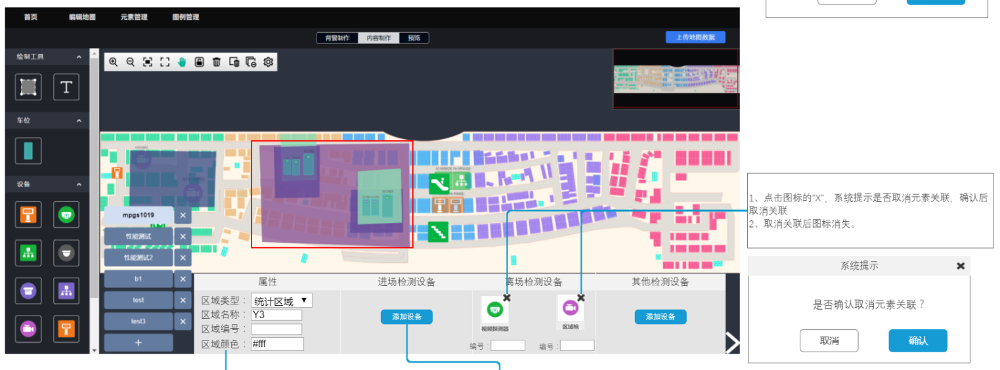 首页 编辑地图 元素管理 图例管理
背景制作 内容制作 预览 上传地图数据
绘制工具
T
车位
设备
mpgs1019
性能测试
性能测试2
b1
test
test3
+
属性 进场检测设备 离场检测设备 其他检测设备
区域类型: 统计区域
区域名称: Y3
区域编号:
区域颜色: #fff
添加设备
视频探测器 区域枪
编号: 编号:
添加设备
1、点击图标的“X”，系统提示是否取消元素关联，确认后
取消关联
2、取消关联后图标消失。
系统提示
是否确认取消元素关联？
取消 确认